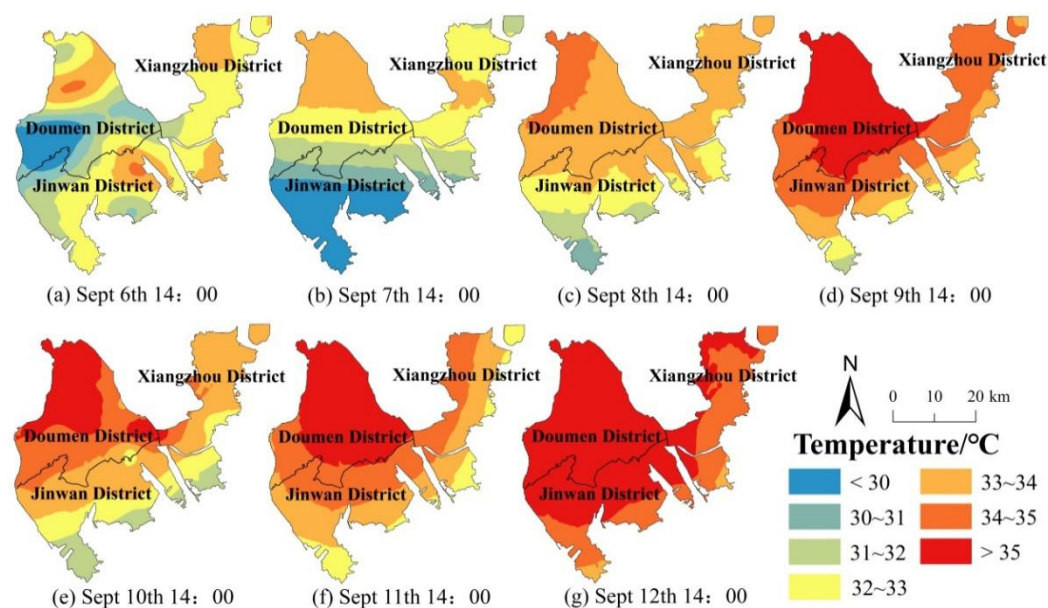 Xiangzhou District
Doumen District
Jinwan District
(a) Sept 6th 14：00
Xiangzhou District
Doumen District
Jinwan District
(b) Sept 7th 14：00
Xiangzhou District
Doumen District
Jinwan District
(c) Sept 8th 14：00
Xiangzhou District
Doumen District
Jinwan District
(d) Sept 9th 14：00
Xiangzhou District
Doumen District
Jinwan District
(e) Sept 10th 14：00
Xiangzhou District
Doumen District
Jinwan District
(f) Sept 11th 14：00
Xiangzhou District
Doumen District
Jinwan District
(g) Sept 12th 14：00
N
0 10 20 km
Temperature/°C
< 30
30~31
31~32
32~33
33~34
34~35
> 35